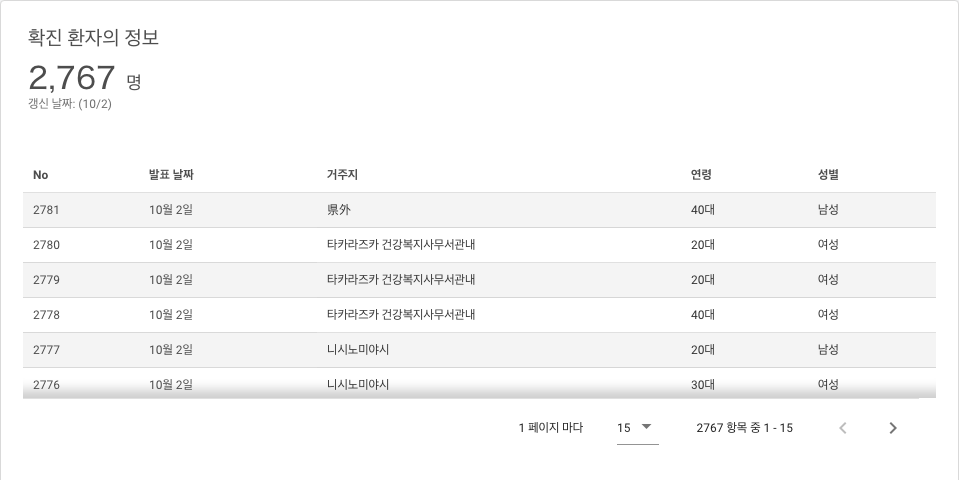 확진 환자의 정보
2,767 명
갱신 날짜: (10/2)
No 발표 날짜 거주지 연령 성별
2781 10월 2일 県外 40대 남성
2780 10월 2일 타카라즈카 건강복지사무서관내 20대 여성
2779 10월 2일 타카라즈카 건강복지사무서관내 20대 여성
2778 10월 2일 타카라즈카 건강복지사무서관내 40대 여성
2777 10월 2일 니시노미야시 20대 남성
2776 10월 2일 니시노미야시 30대 여성
1 페이지 마다 15 2767 항목 중 1 - 15